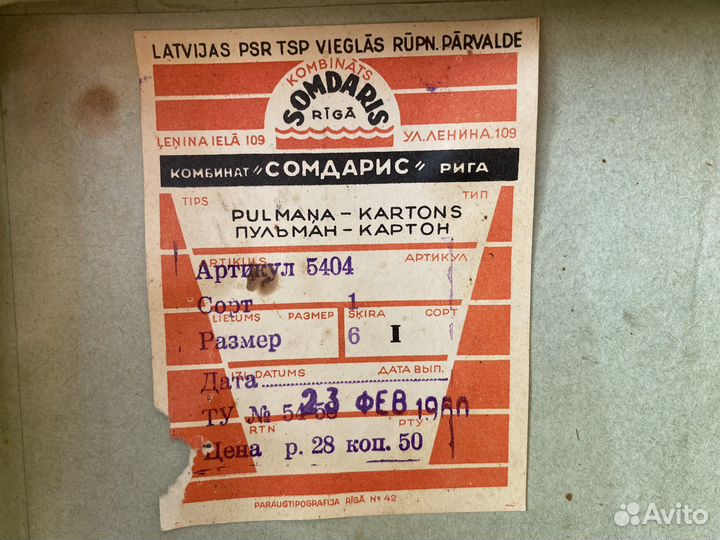 LATVIJAS PSR TSP VIEGLĀS RŪPN. PĀRVALDE
KOMBINĀTS
SOMDARIS
RĪGĀ
ĻEŅINA IELĀ 109 УЛ. ЛЕНИНА. 109
КОМБИНАТ „СОМДАРИС” РИГА
TIPS ТИП
PULMAŅA – KARTONS
ПУЛЬМАН – КАРТОН
ARTIKULS АРТИКУЛ
Артикул 5404
Сорт 1
LIELUMS РАЗМЕР ŠĶIRA СОРТ
Размер 6 I
IZL. DATUMS ДАТА ВЫП.
Дата
23 ФЕВ
ТУ №
RTN РТУ
Цена р. 28 коп. 50
PARAUGTIPOGRAFIJA RĪGĀ № 42
Avito